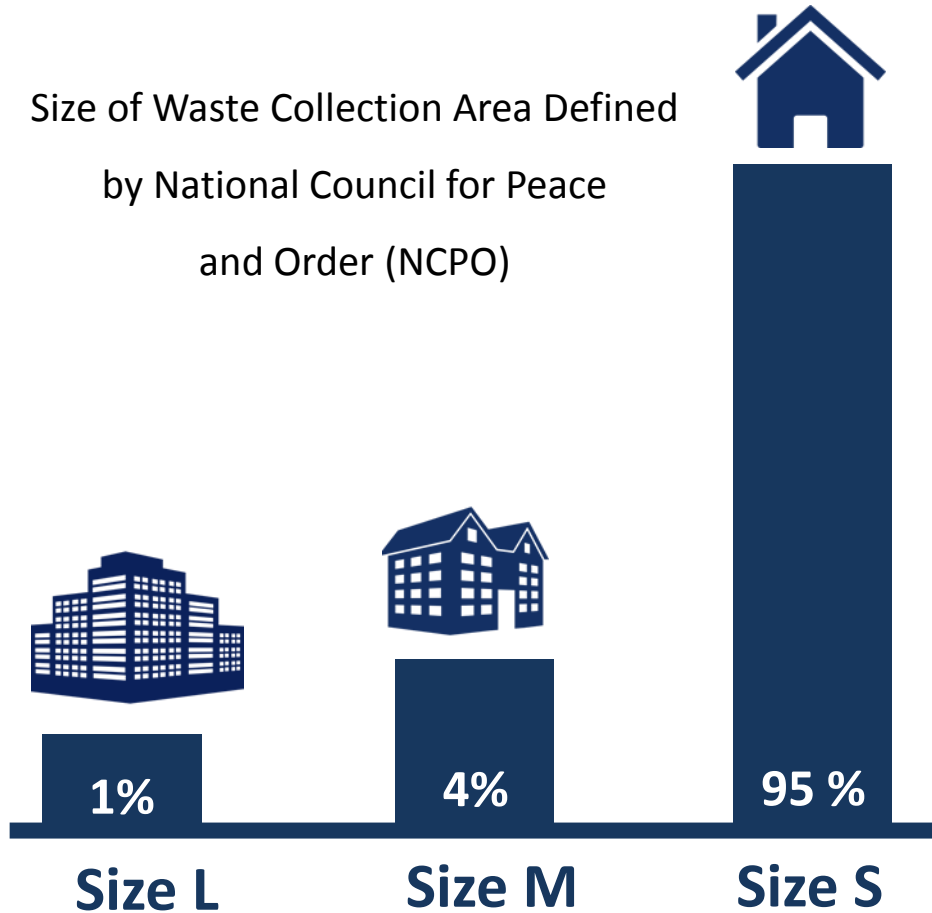 Size of Waste Collection Area Defined
by National Council for Peace
and Order (NCPO)
1%
4%
95 %
Size L
Size M
Size S